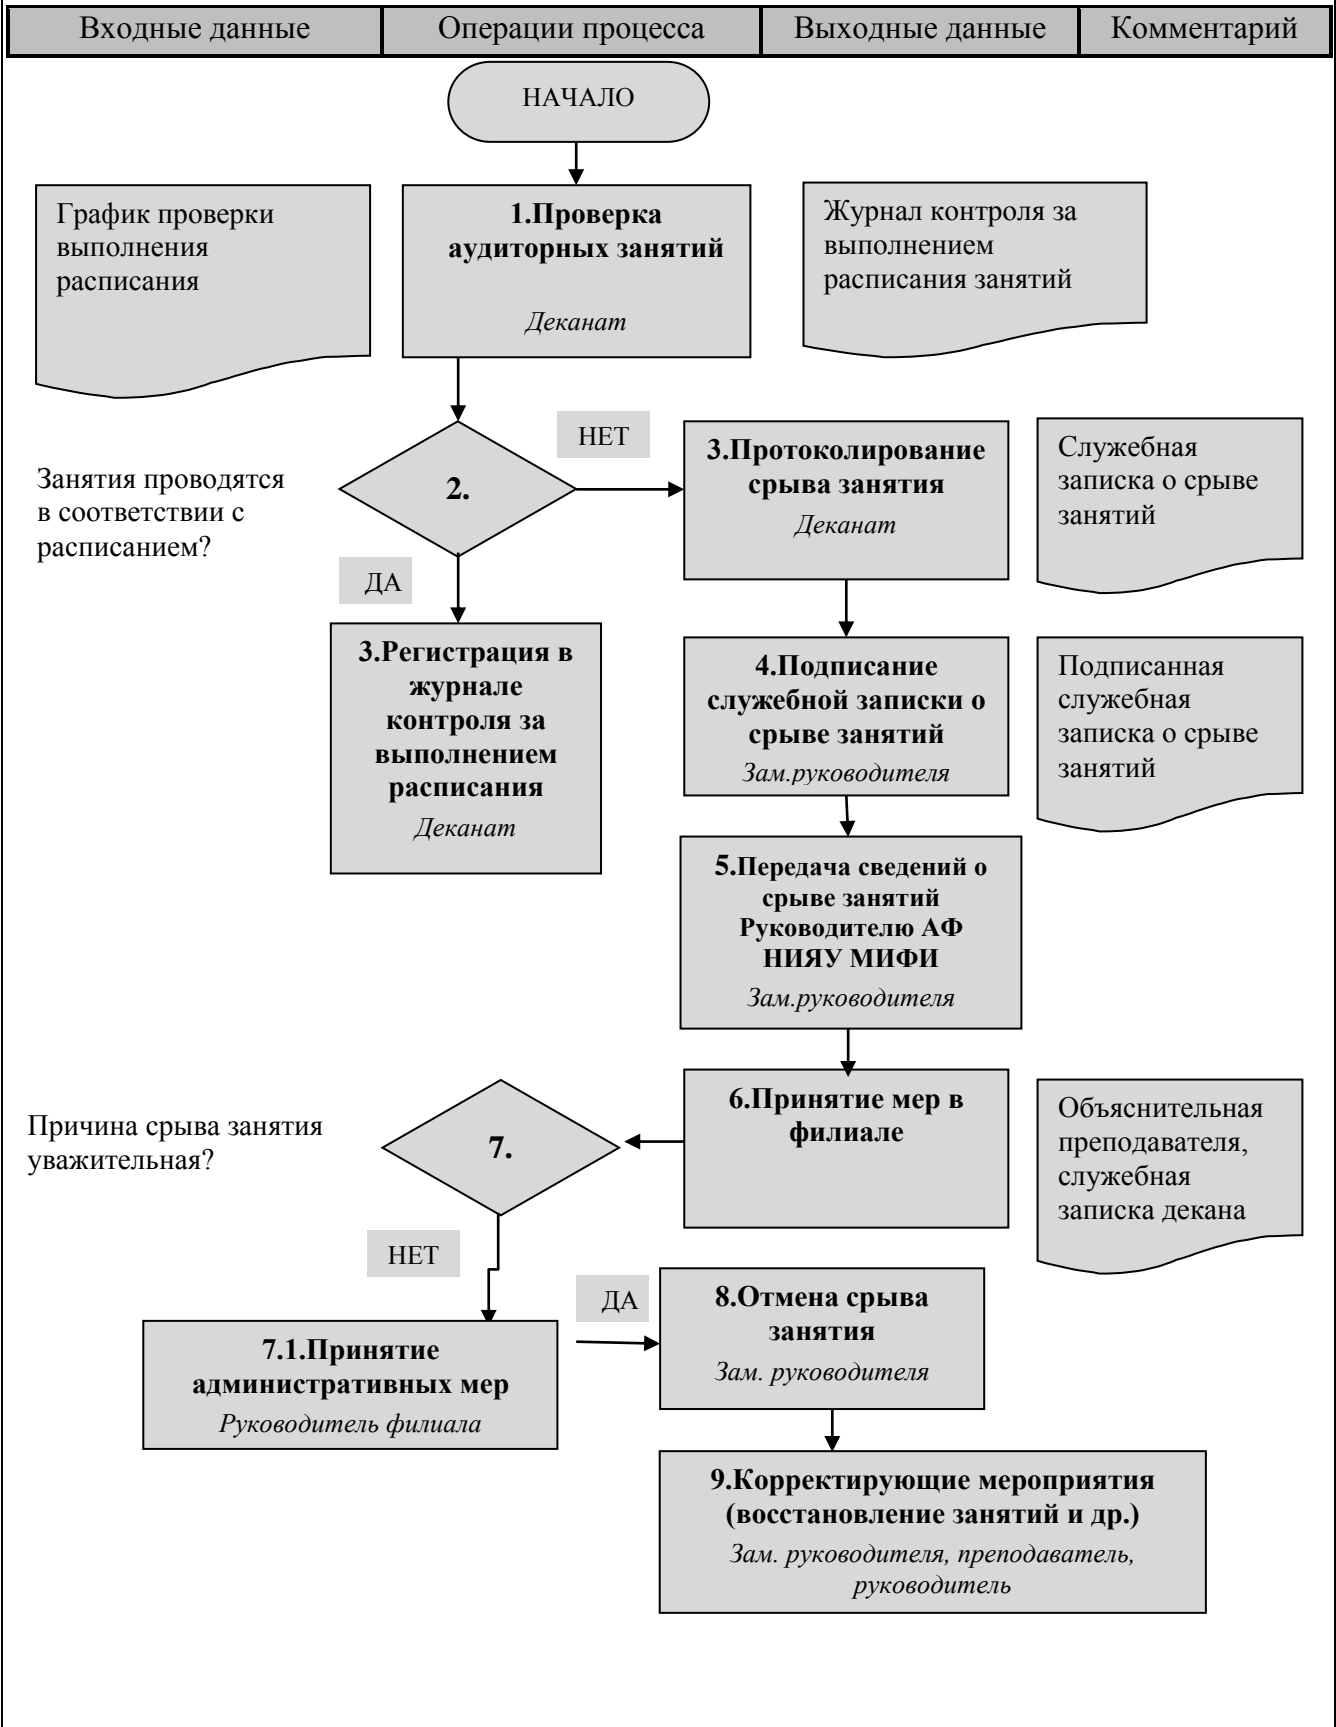 Входные данные
Операции процесса
Выходные данные
Комментарий
НАЧАЛО
График проверки
выполнения
расписания
1.Проверка
аудиторных занятий
Деканат
Журнал контроля за
выполнением
расписания занятий
Занятия проводятся
в соответствии с
расписанием?
2.
НЕТ
3.Протоколирование
срыва занятия
Деканат
Служебная
записка о срыве
занятий
ДА
3.Регистрация в
журнале
контроля за
выполнением
расписания
Деканат
4.Подписание
служебной записки о
срыве занятий
Зам.руководителя
Подписанная
служебная
записка о срыве
занятий
5.Передача сведений о
срыве занятий
Руководителю АФ
НИЯУ МИФИ
Зам.руководителя
Причина срыва занятия
уважительная?
7.
6.Принятие мер в
филиале
Объяснительная
преподавателя,
служебная
записка декана
НЕТ
ДА
7.1.Принятие
административных мер
Руководитель филиала
8.Отмена срыва
занятия
Зам. руководителя
9.Корректирующие мероприятия
(восстановление занятий и др.)
Зам. руководителя, преподаватель,
руководитель